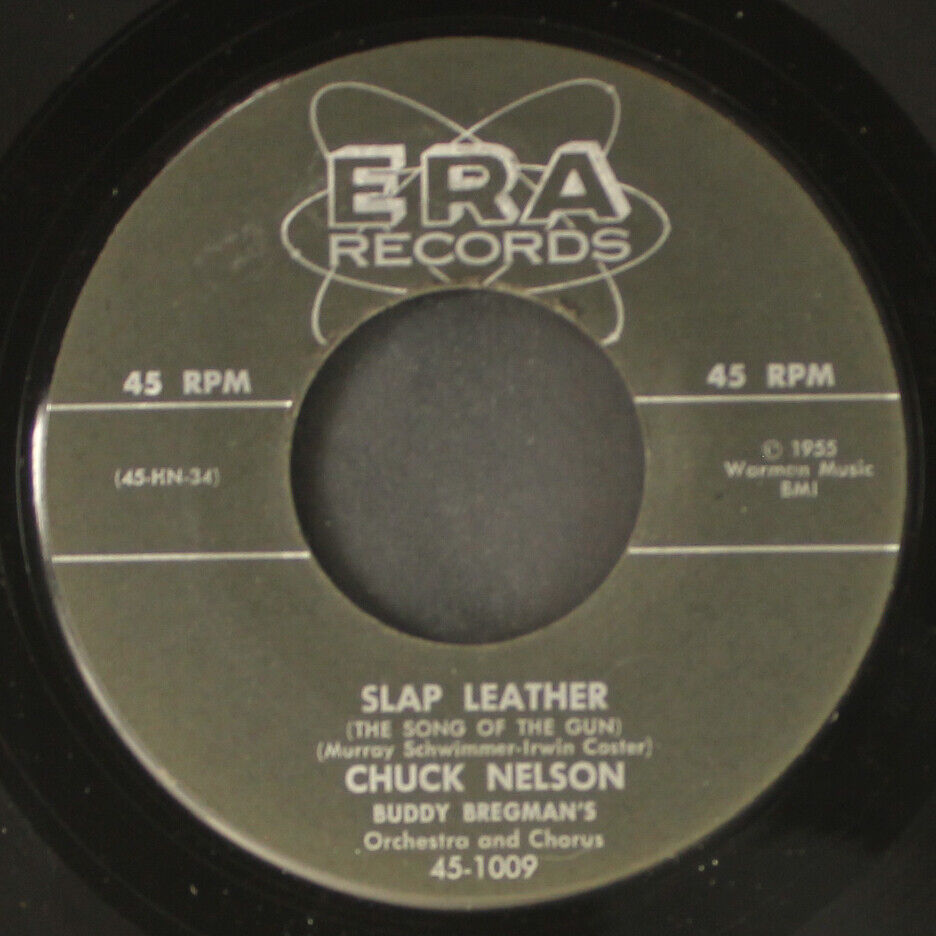 ERA
RECORDS
45 RPM
45 RPM
(45-HN-34)
© 1955
Warman Music
BMI
SLAP LEATHER
(THE SONG OF THE GUN)
(Murray Schwimmer-Irwin Coster)
CHUCK NELSON
BUDDY BREGMAN'S
Orchestra and Chorus
45-1009